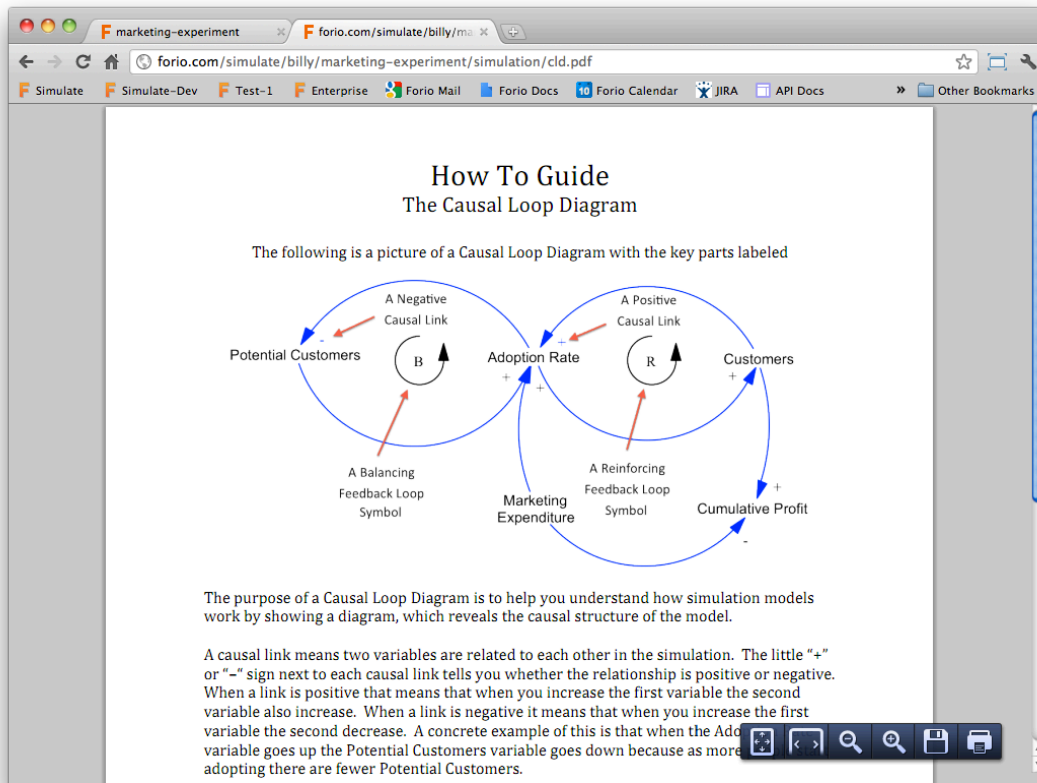 marketing-experiment
forio.com/simulate/billy/ma
forio.com/simulate/billy/marketing-experiment/simulation/cld.pdf
Simulate
Simulate-Dev
Test-1
Enterprise
Forio Mail
Forio Docs
10 Forio Calendar
JIRA
API Docs
»
Other Bookmarks
How To Guide
The Causal Loop Diagram
The following is a picture of a Causal Loop Diagram with the key parts labeled
A Negative
Causal Link
A Positive
Causal Link
-
+
Potential Customers
B
Adoption Rate
R
Customers
+
+
+
A Balancing
Feedback Loop
Symbol
A Reinforcing
Feedback Loop
Symbol
Marketing
Expenditure
+
Cumulative Profit
-
The purpose of a Causal Loop Diagram is to help you understand how simulation models
work by showing a diagram, which reveals the causal structure of the model.
A causal link means two variables are related to each other in the simulation. The little “+”
or “–“ sign next to each causal link tells you whether the relationship is positive or negative.
When a link is positive that means that when you increase the first variable the second
variable also increase. When a link is negative it means that when you increase the first
variable the second decrease. A concrete example of this is that when the Ado
variable goes up the Potential Customers variable goes down because as more
adopting there are fewer Potential Customers.